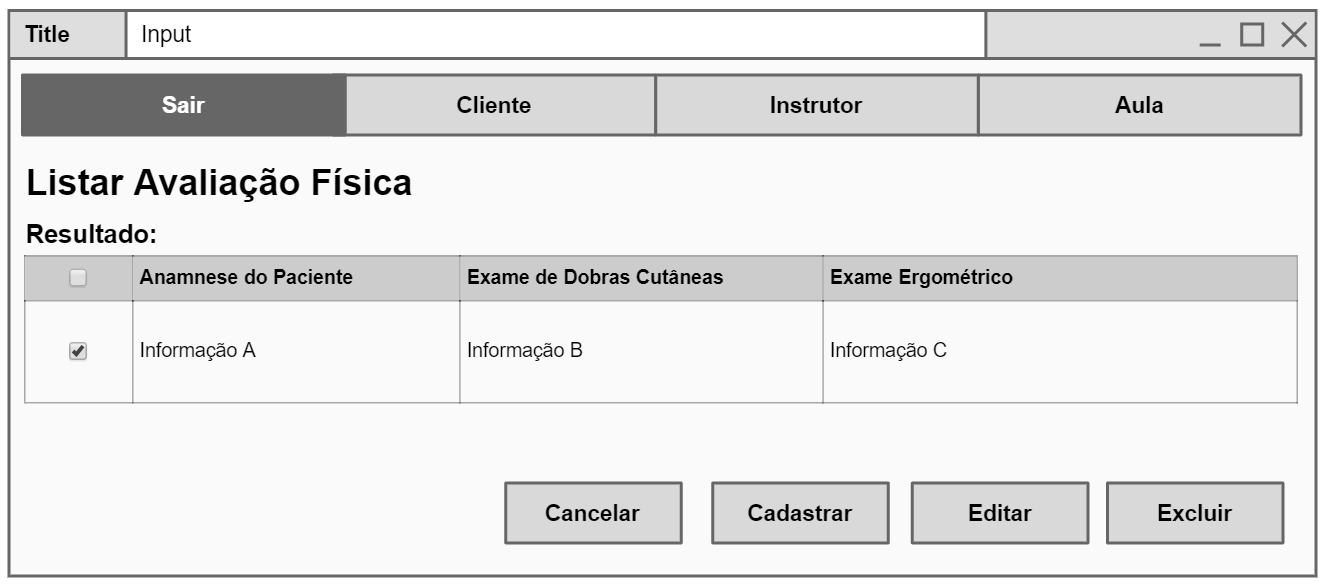 Title Input
Sair Cliente Instrutor Aula
Listar Avaliação Física
Resultado:
Anamnese do Paciente Exame de Dobras Cutâneas Exame Ergométrico
Informação A Informação B Informação C
Cancelar Cadastrar Editar Excluir